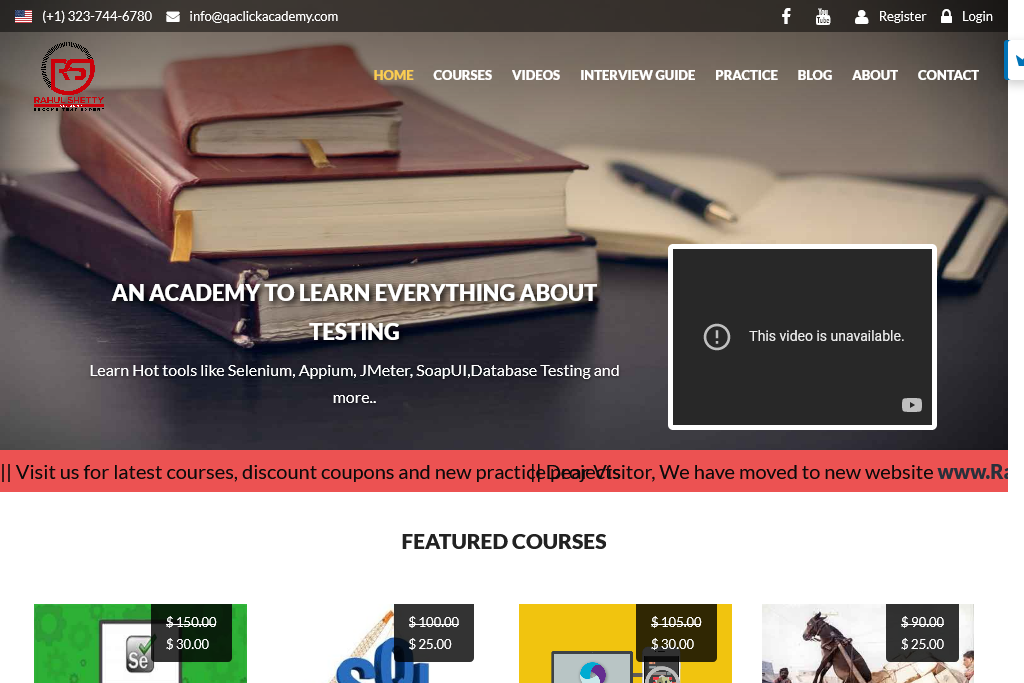 (+1) 323-744-6780 info@qaclickacademy.com Register Login
RS
RAHUL SHETTY
HOME COURSES VIDEOS INTERVIEW GUIDE PRACTICE BLOG ABOUT CONTACT
AN ACADEMY TO LEARN EVERYTHING ABOUT
TESTING
Learn Hot tools like Selenium, Appium, JMeter, SoapUI,Database Testing and
more..
This video is unavailable.
|| Visit us for latest courses, discount coupons and new practice projects
|| Dear Visitor, We have moved to new website www.Ra
FEATURED COURSES
$ 150.00
$ 30.00
Se
$ 100.00
$ 25.00
$ 105.00
$ 30.00
$ 90.00
$ 25.00